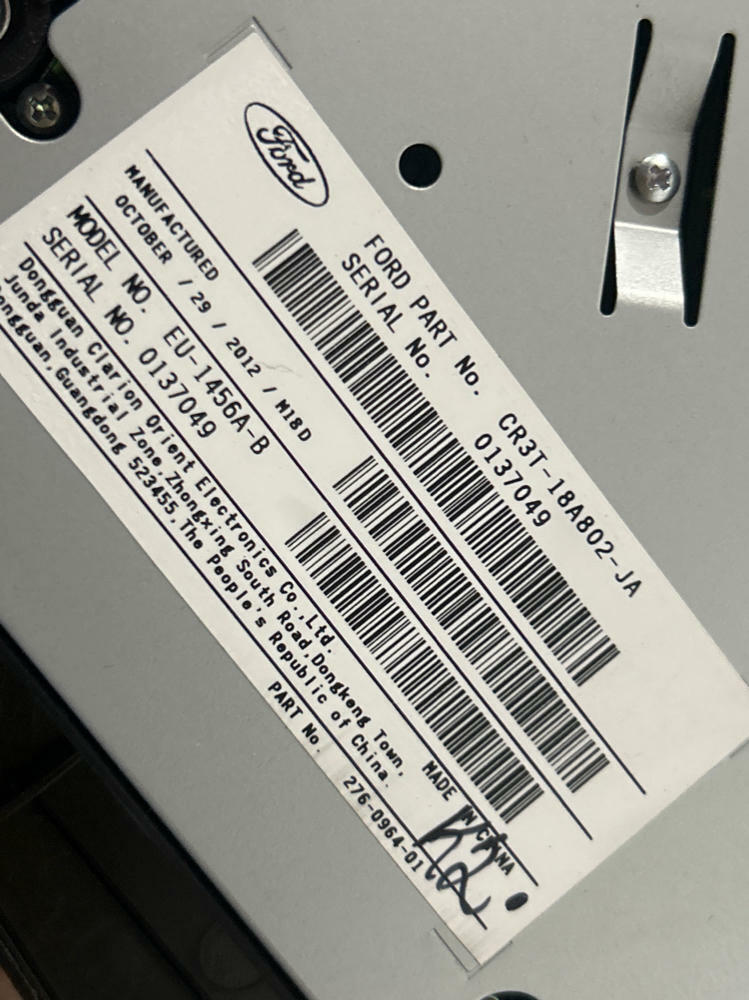 Ford
FORD PART No. CR3T-18A802-JA
SERIAL No. 0137049
MANUFACTURED
OCTOBER / 29 / 2012 / M18D
MODEL NO. EU-1456A-B
SERIAL NO. 0137049
Dongguan Clarion Orient Electronics Co.,Ltd.
Junda Industrial Zone Zhongxing South Road Dongkeng Town,
Dongguan,Guangdong 523455,The People's Republic of China.
MADE IN CHINA
PART No. 276-0964-01